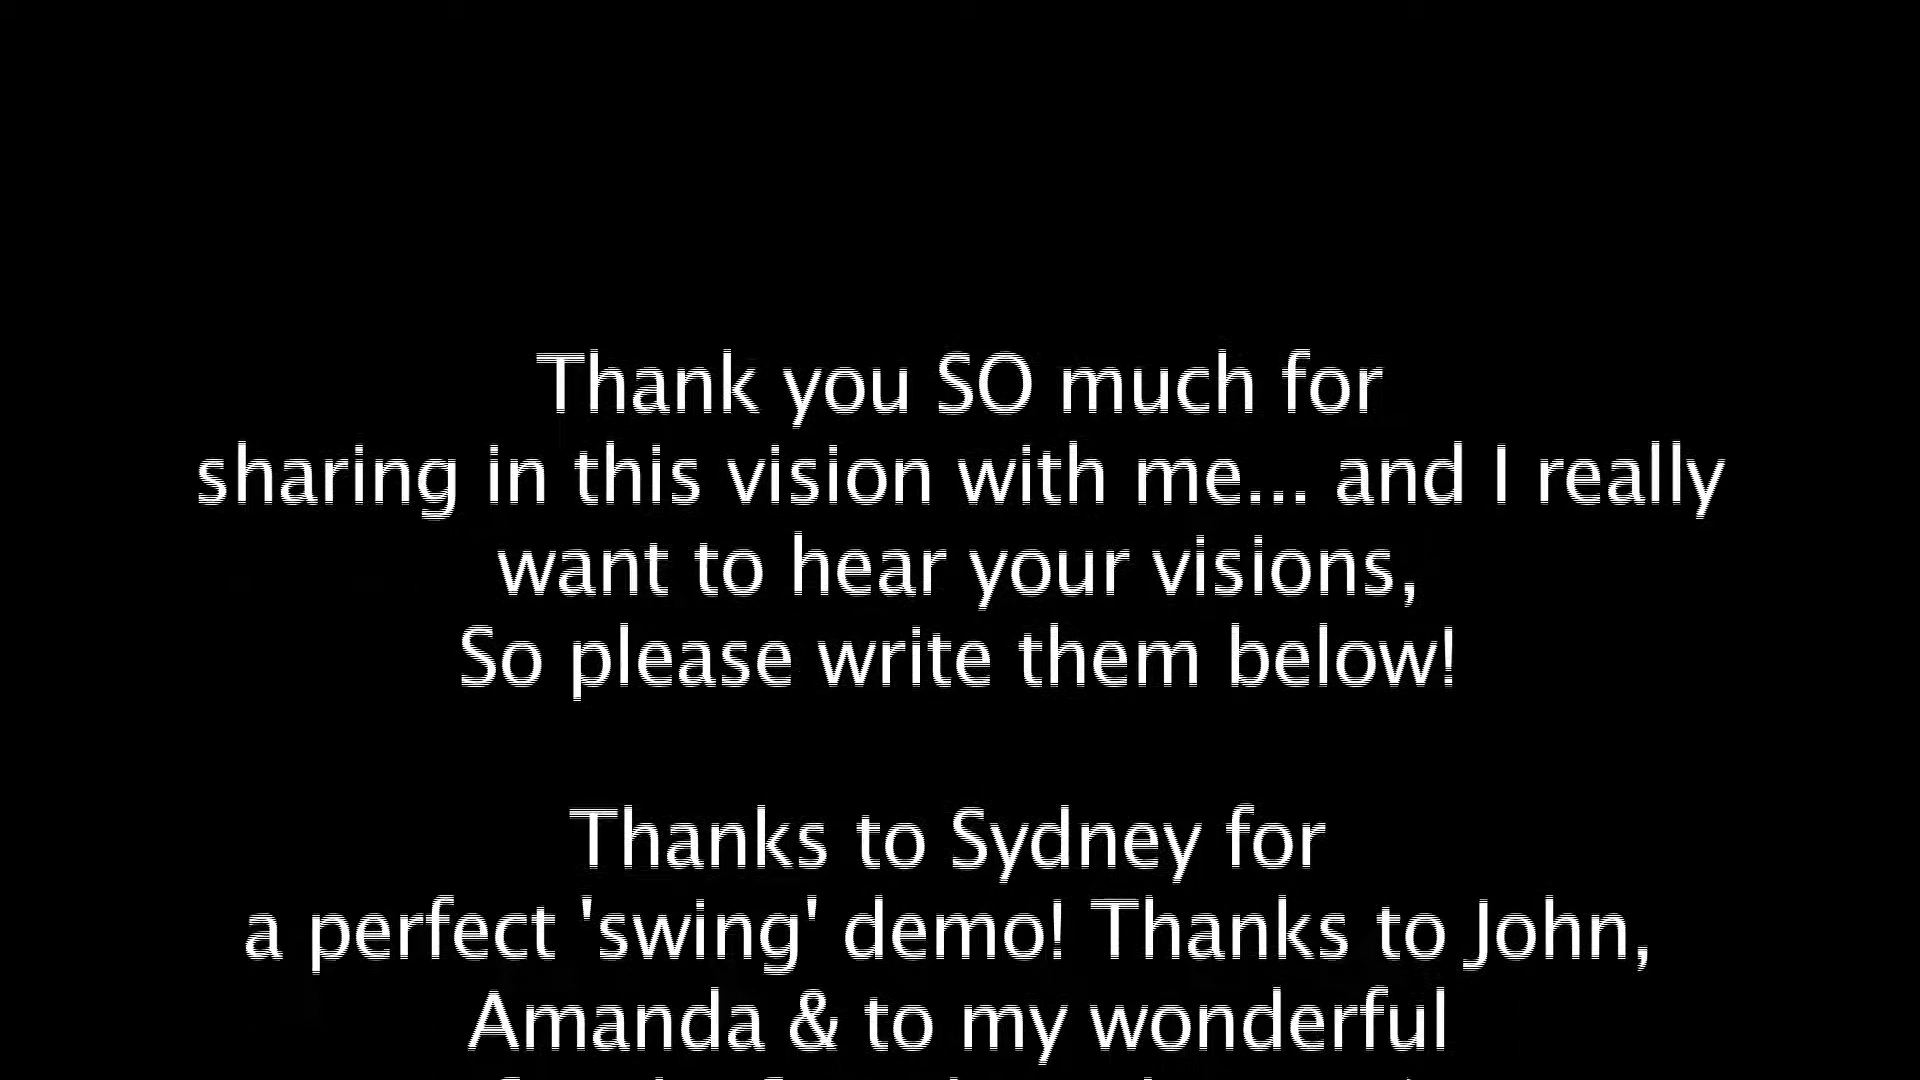 Thank you SO much for
sharing in this vision with me... and I really
want to hear your visions,
So please write them below!
Thanks to Sydney for
a perfect 'swing' demo! Thanks to John,
Amanda & to my wonderful